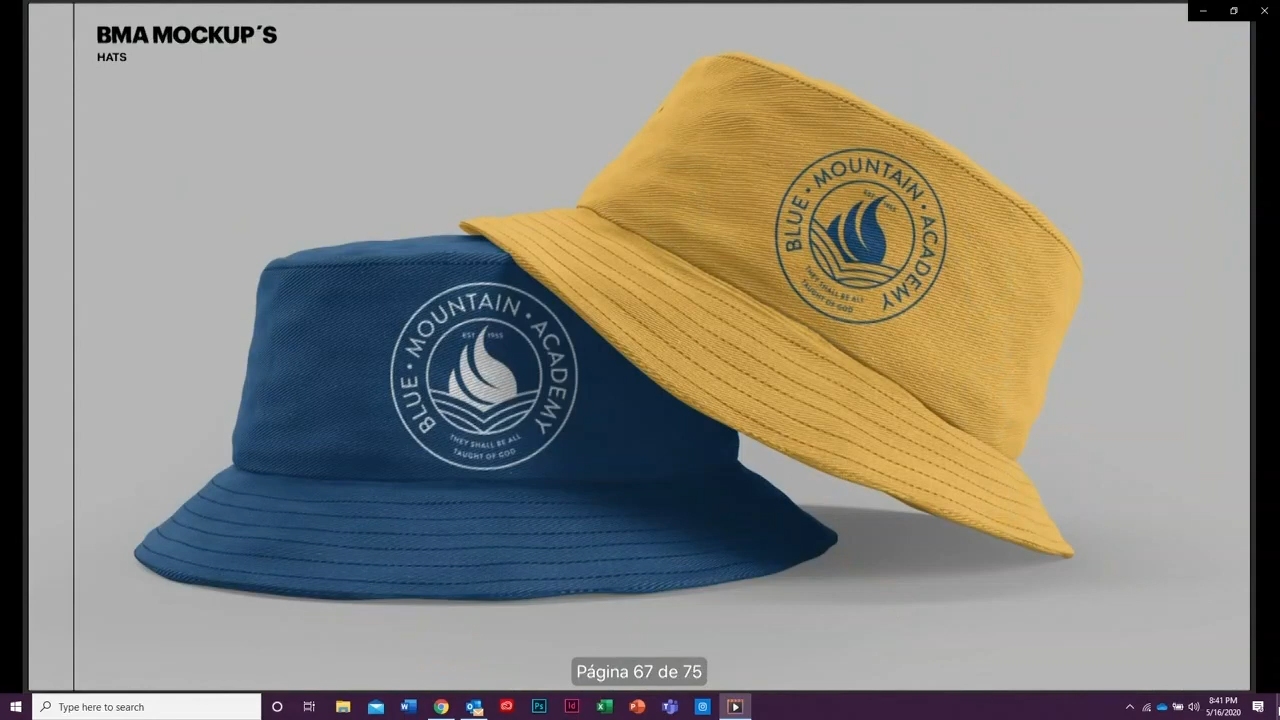 BMA MOCKUP´S
HATS
BLUE • MOUNTAIN • ACADEMY
EST 1955
THEY SHALL BE ALL
TAUGHT OF GOD
BLUE • MOUNTAIN • ACADEMY
EST 1955
THEY SHALL BE ALL
TAUGHT OF GOD
Página 67 de 75
Type here to search
8:41 PM
5/16/2020